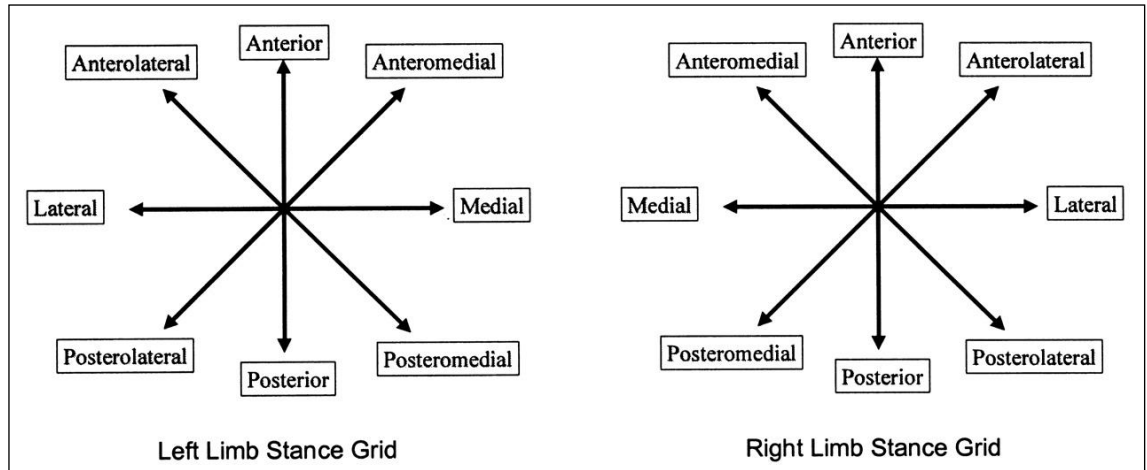 Anterior
Anterolateral
Anteromedial
Lateral
Medial
Posterolateral
Posterior
Posteromedial
Left Limb Stance Grid
Anterior
Anteromedial
Anterolateral
Medial
Lateral
Posteromedial
Posterior
Posterolateral
Right Limb Stance Grid